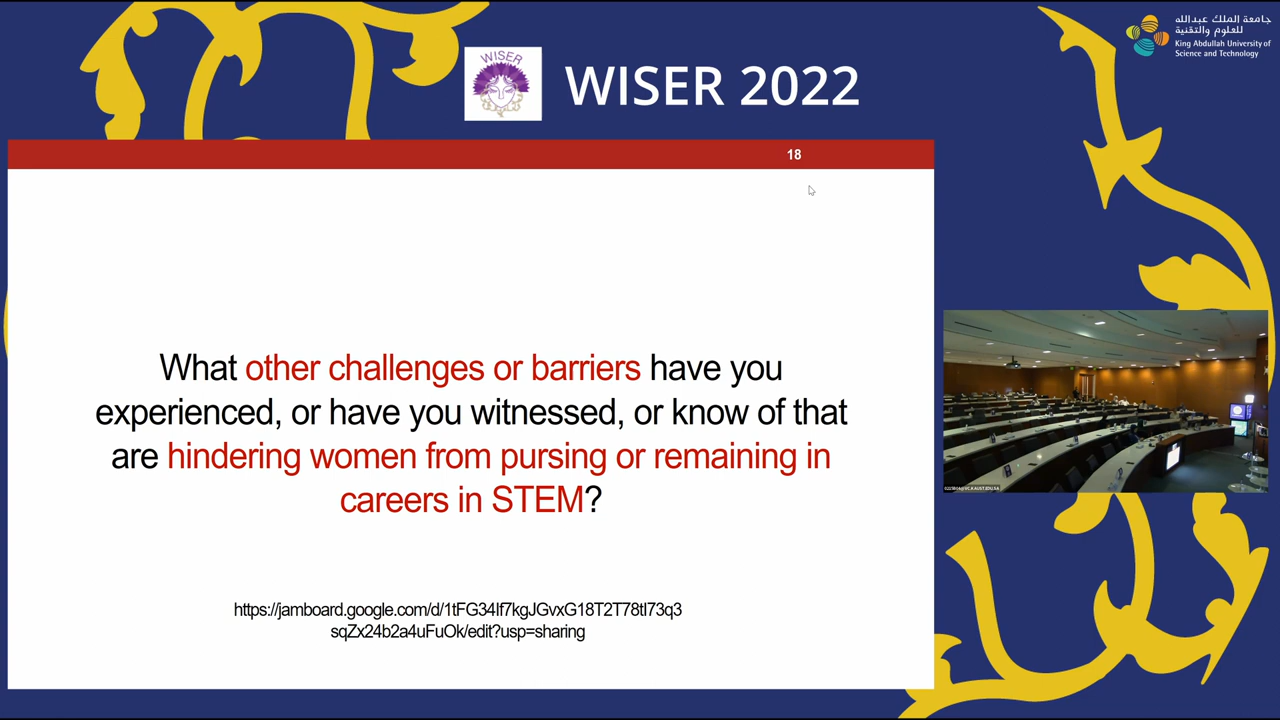 WISER
WISER 2022
جامعة الملك عبدالله
للعلوم والتقنية
King Abdullah University of
Science and Technology
18
What other challenges or barriers have you
experienced, or have you witnessed, or know of that
are hindering women from pursing or remaining in
careers in STEM?
https://jamboard.google.com/d/1tFG34If7kgJGvxG18T2T78tI73q3
sqZx24b2a4uFuOk/edit?usp=sharing